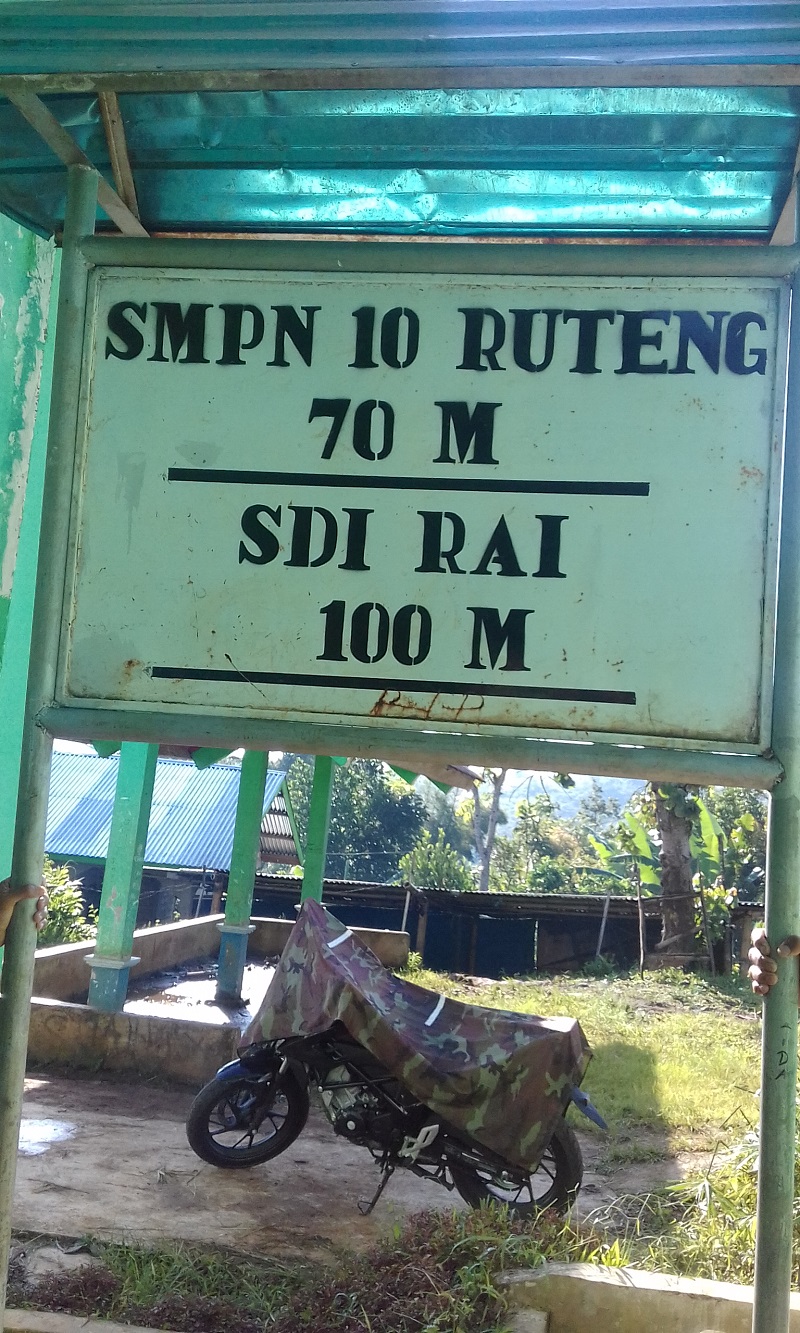 SMPN 10 RUTENG
70 M
SDI RAI
100 M